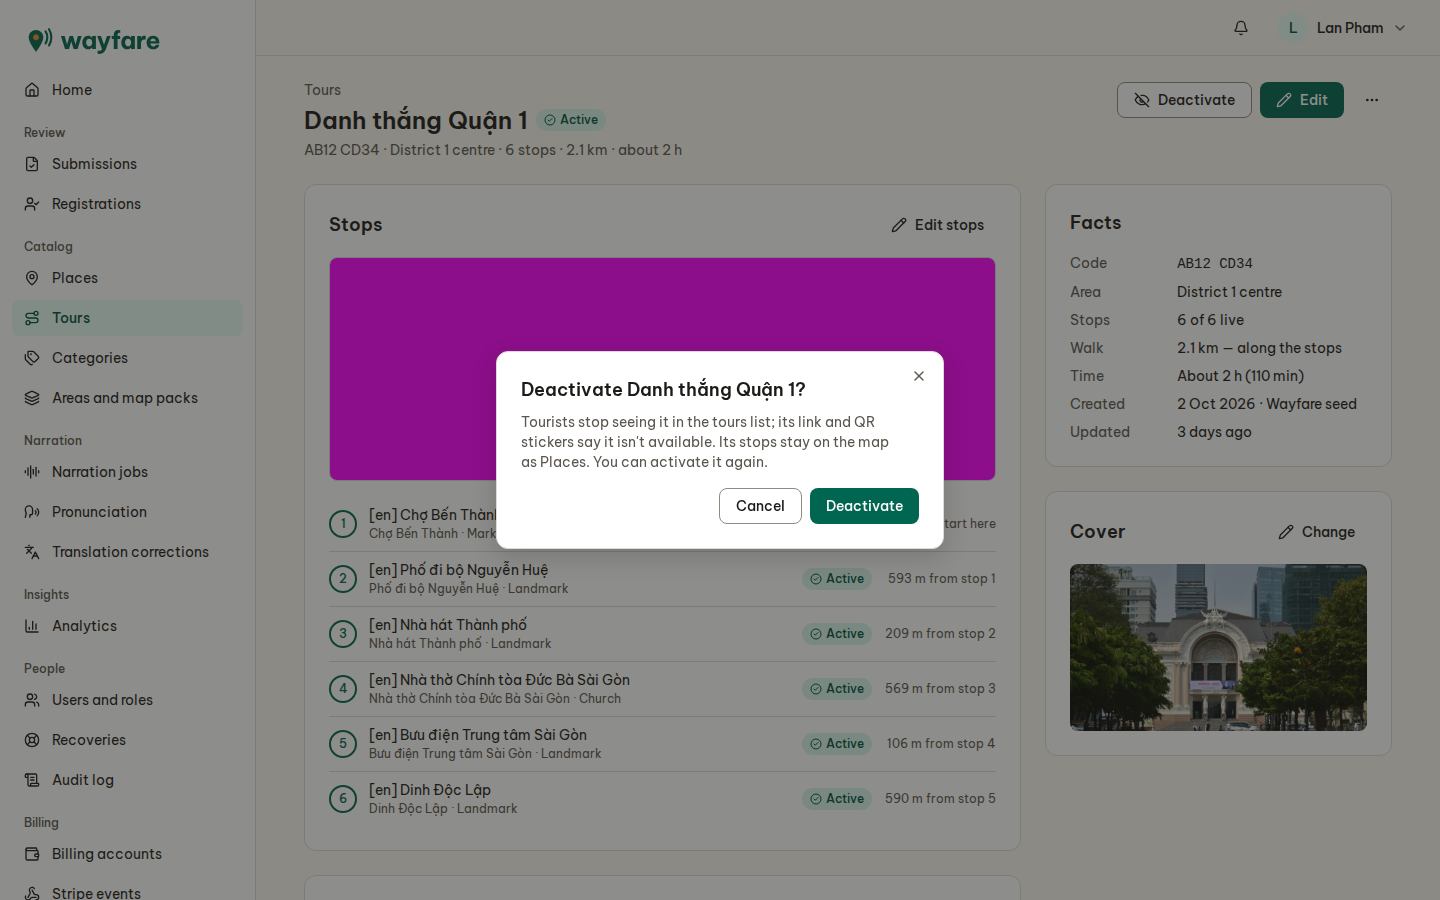 wayfare
Lan Pham
L
Home
Review
Submissions
Registrations
Catalog
Places
Tours
Categories
Areas and map packs
Narration
Narration jobs
Pronunciation
Translation corrections
Insights
Analytics
People
Users and roles
Recoveries
Audit log
Billing
Billing accounts
Stripe events
Tours
Danh thắng Quận 1
Active
AB12 CD34 · District 1 centre · 6 stops · 2.1 km · about 2 h
Deactivate
Edit
Stops
Edit stops
Deactivate Danh thắng Quận 1?
Tourists stop seeing it in the tours list; its link and QR
stickers say it isn't available. Its stops stay on the map
as Places. You can activate it again.
Cancel
Deactivate
1
[en] Chợ Bến
Chợ Bến Thành
here
2
[en] Phố đi bộ Nguyễn Huệ
Phố đi bộ Nguyễn Huệ · Landmark
Active
593 m from stop 1
3
[en] Nhà hát Thành phố
Nhà hát Thành phố · Landmark
Active
209 m from stop 2
4
[en] Nhà thờ Chính tòa Đức Bà Sài Gòn
Nhà thờ Chính tòa Đức Bà Sài Gòn · Church
Active
569 m from stop 3
5
[en] Bưu điện Trung tâm Sài Gòn
Bưu điện Trung tâm Sài Gòn · Landmark
Active
106 m from stop 4
6
[en] Dinh Độc Lập
Dinh Độc Lập · Landmark
Active
590 m from stop 5
Facts
Code AB12 CD34
Area District 1 centre
Stops 6 of 6 live
Walk 2.1 km — along the stops
Time About 2 h (110 min)
Created 2 Oct 2026 · Wayfare seed
Updated 3 days ago
Cover
Change